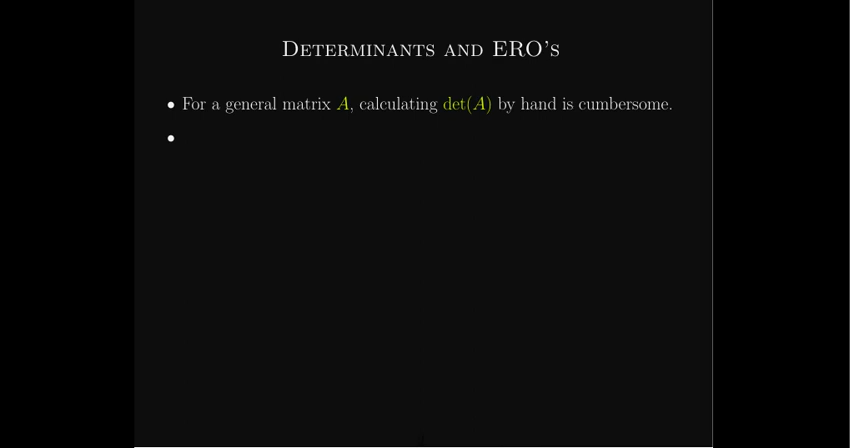 Determinants and ERO's
• For a general matrix A, calculating det(A) by hand is cumbersome.
•